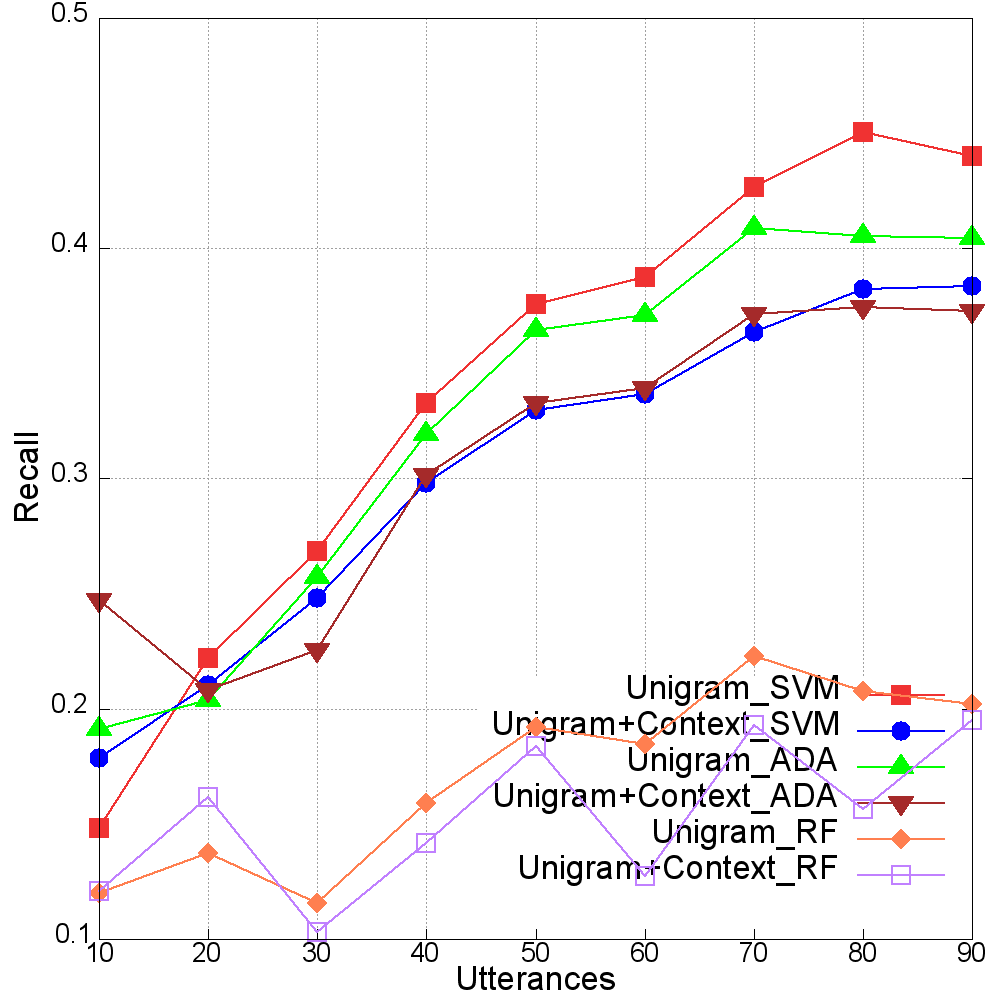 0.5
0.4
0.3
0.2
0.1
Recall
Unigram_SVM
Unigram+Context_SVM
Unigram_ADA
Unigram+Context_ADA
Unigram_RF
Unigram+Context_RF
10 20 30 40 50 60 70 80 90
Utterances